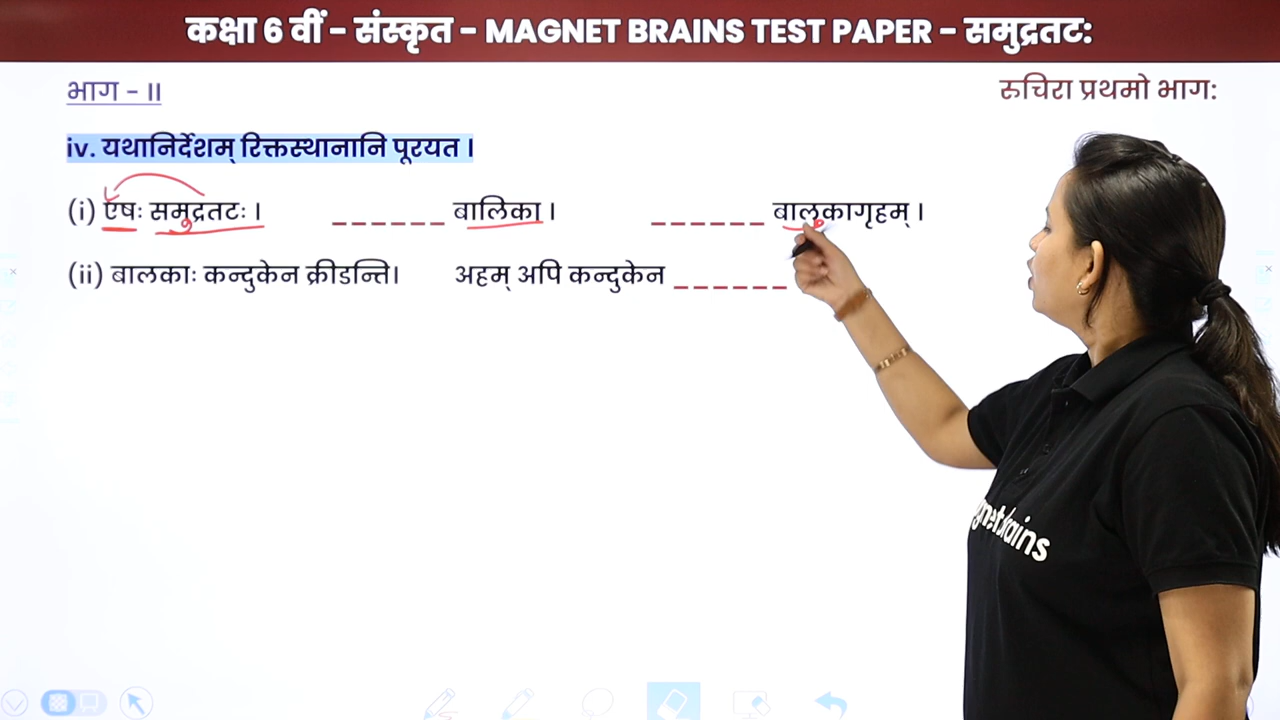 कक्षा 6 वीं - संस्कृत - MAGNET BRAINS TEST PAPER - समुद्रतट:
भाग - II
रुचिरा प्रथमो भाग:
iv. यथानिर्देशम् रिक्तस्थानानि पूरयत ।
(i) एषः समुद्रतटः । ______ बालिका । ______ बालुकागृहम् ।
(ii) बालकाः कन्दुकेन क्रीडन्ति। अहम् अपि कन्दुकेन ______